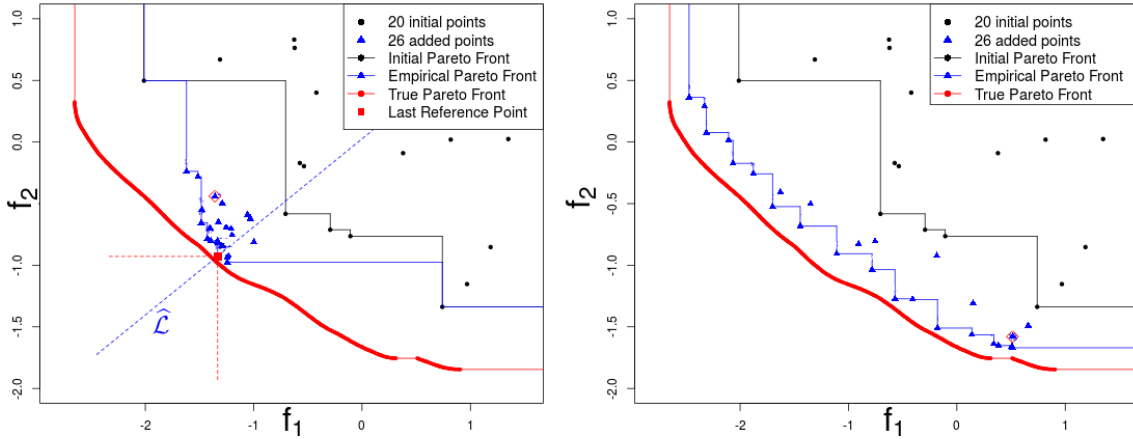 1.0
0.5
0.0
-0.5
-1.0
-1.5
-2.0
f2
20 initial points
26 added points
Initial Pareto Front
Empirical Pareto Front
True Pareto Front
Last Reference Point
L̂
-2
-1
0
1
f1
1.0
0.5
0.0
-0.5
-1.0
-1.5
-2.0
f2
20 initial points
26 added points
Initial Pareto Front
Empirical Pareto Front
True Pareto Front
-2
-1
0
1
f1